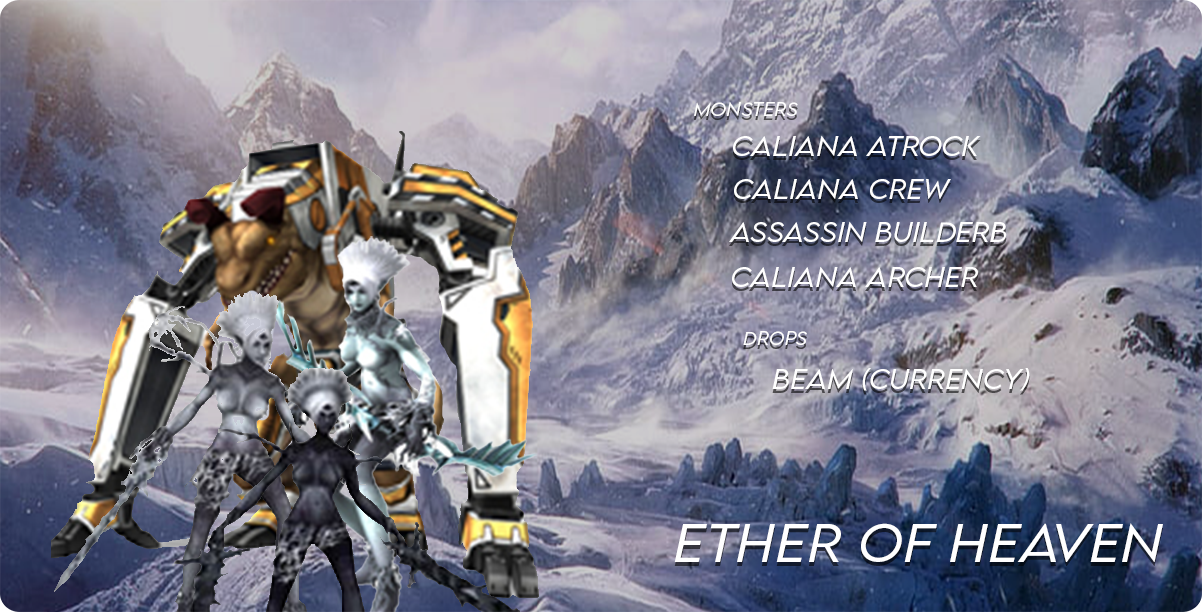 MONSTERS
CALIANA ATROCK
CALIANA CREW
ASSASSIN BUILDERB
CALIANA ARCHER
DROPS
BEAM (CURRENCY)
ETHER OF HEAVEN